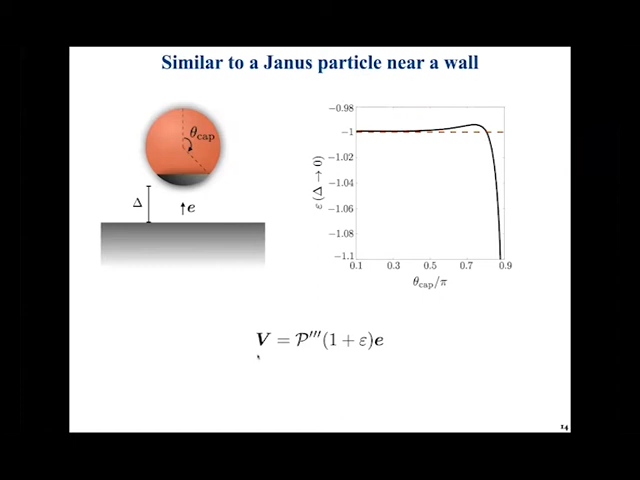 Similar to a Janus particle near a wall
θcap
Δ
e
−0.98
−1
−1.02
−1.04
−1.06
−1.08
−1.1
ε (Δ → 0)
0.1 0.3 0.5 0.7 0.9
θcap/π
V = P′′′(1 + ε)e
14